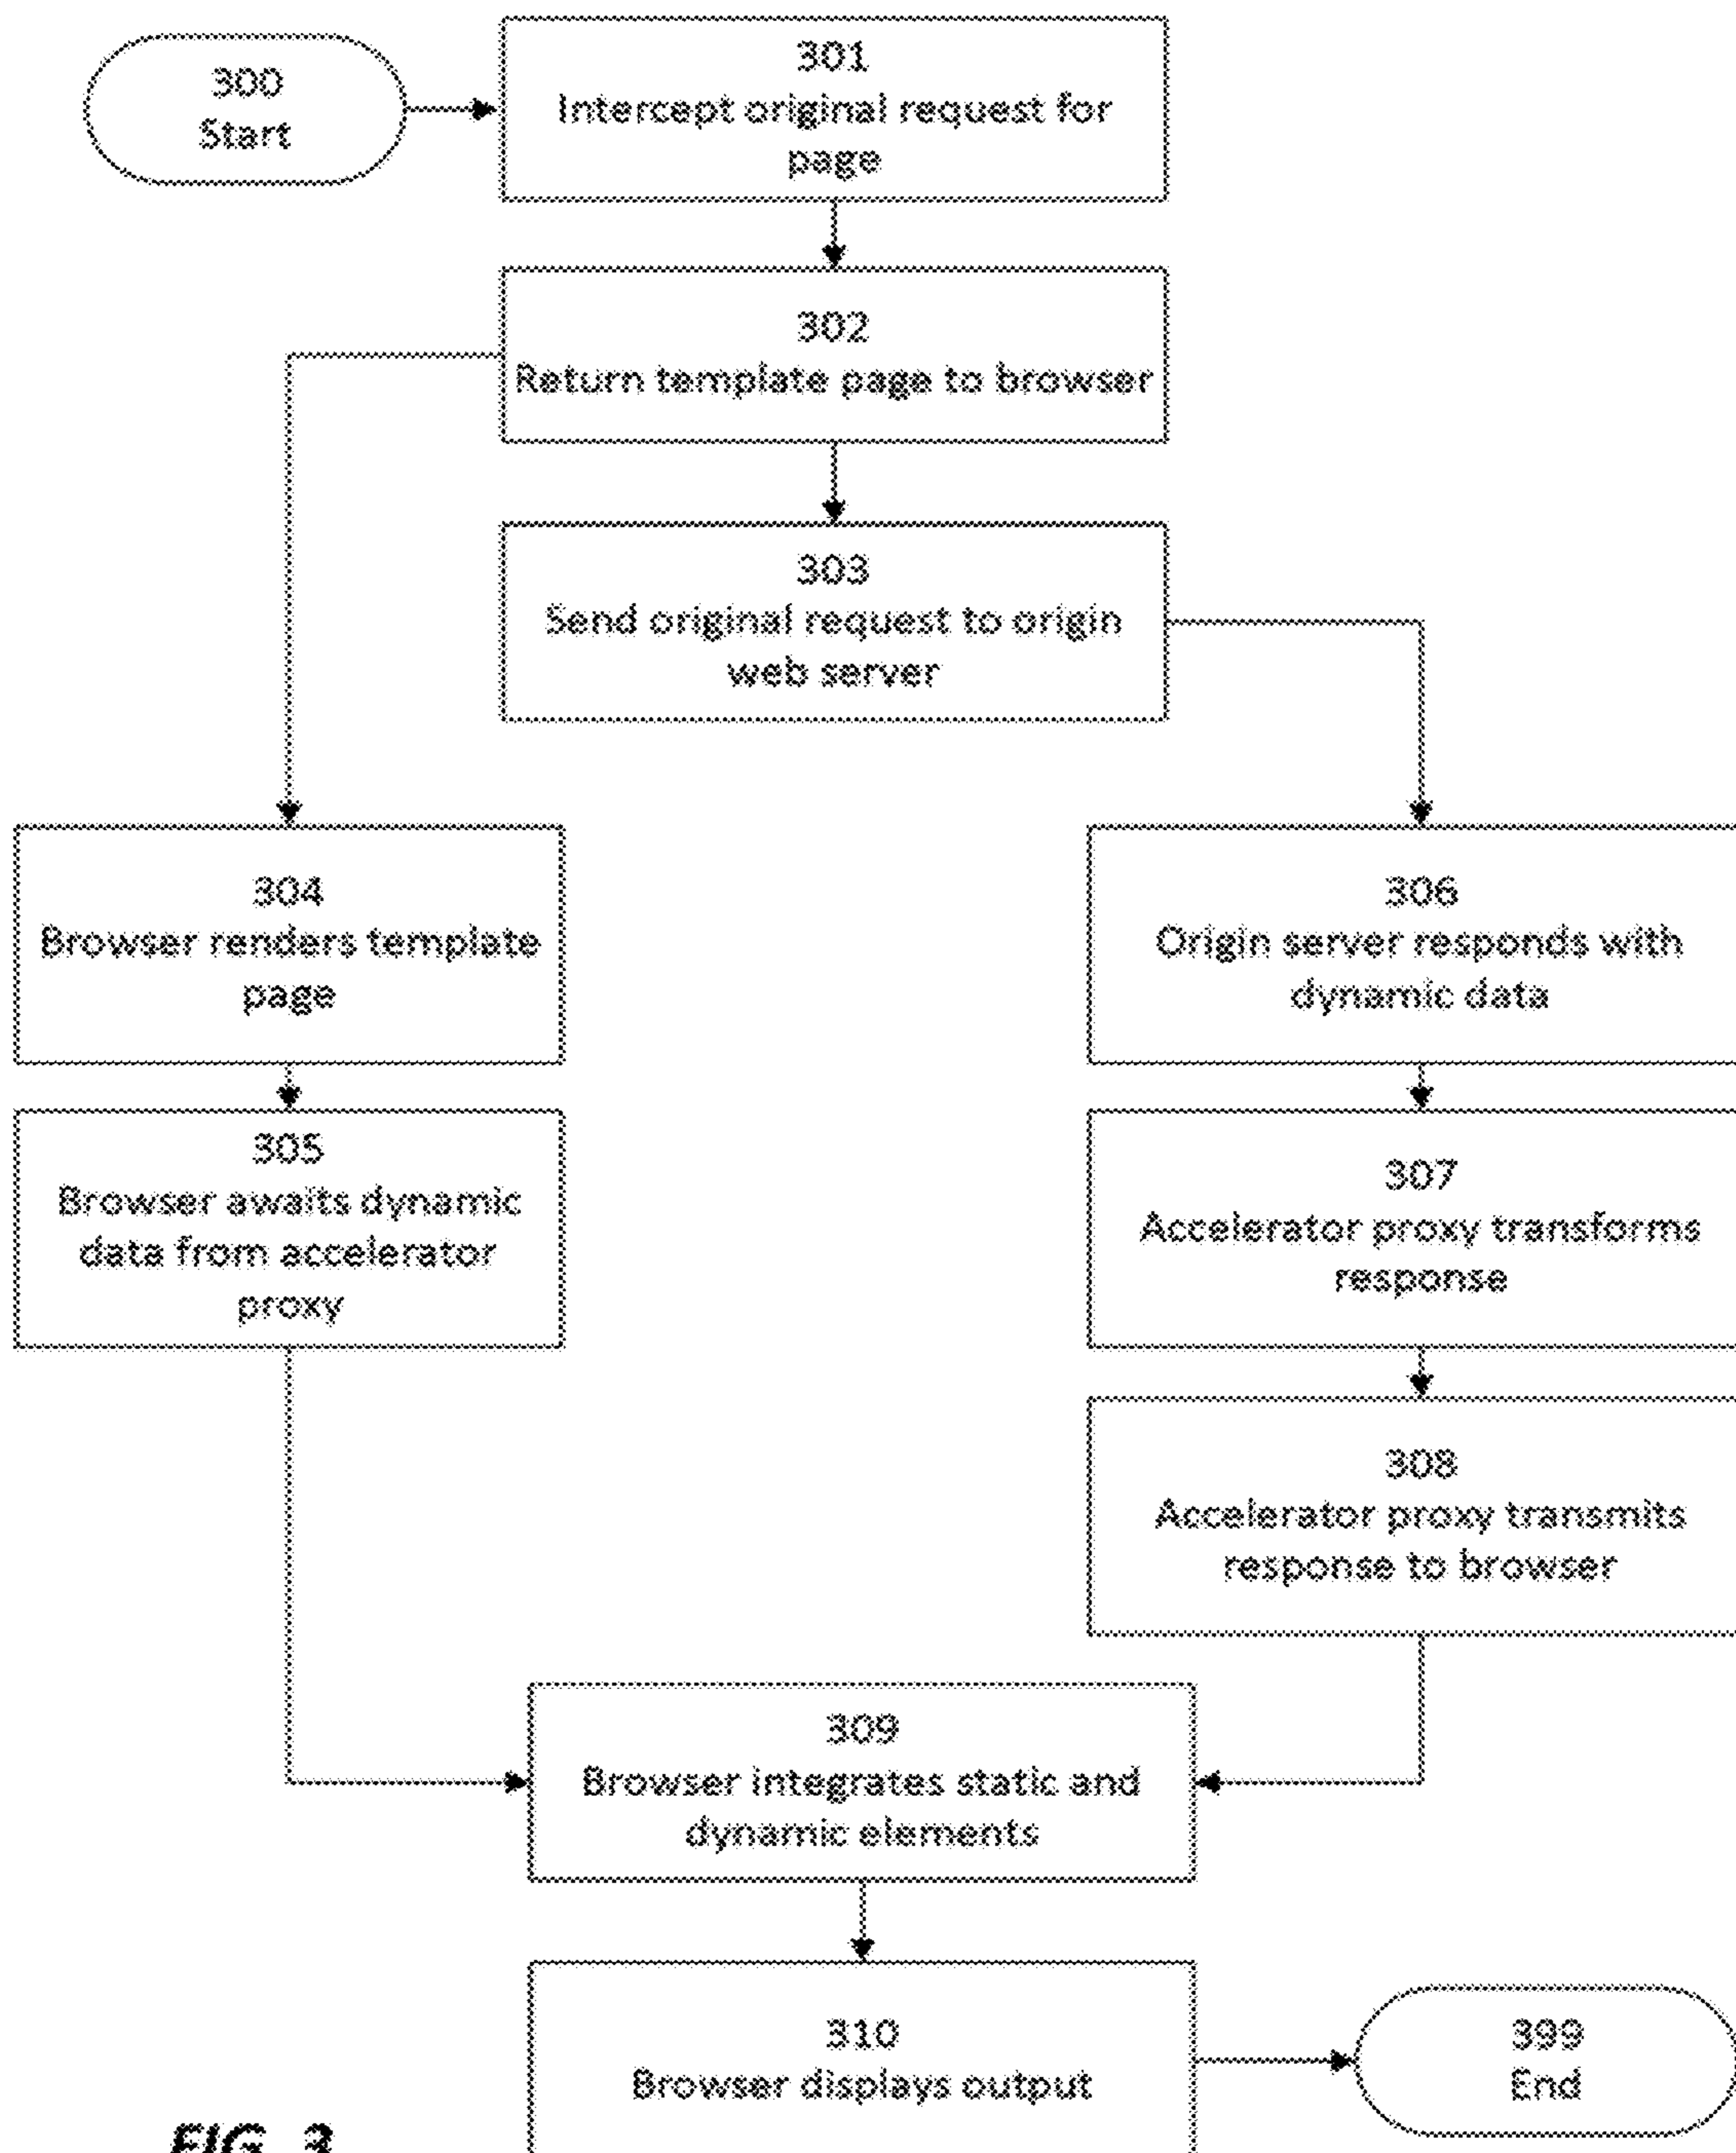 300
Start
301
Intercept original request for
page
302
Return template page to browser
303
Send original request to origin
web server
304
Browser renders template
page
305
Browser awaits dynamic
data from accelerator
proxy
306
Origin server responds with
dynamic data
307
Accelerator proxy transforms
response
308
Accelerator proxy transmits
response to browser
309
Browser integrates static and
dynamic elements
310
Browser displays output
399
End
FIG. 3